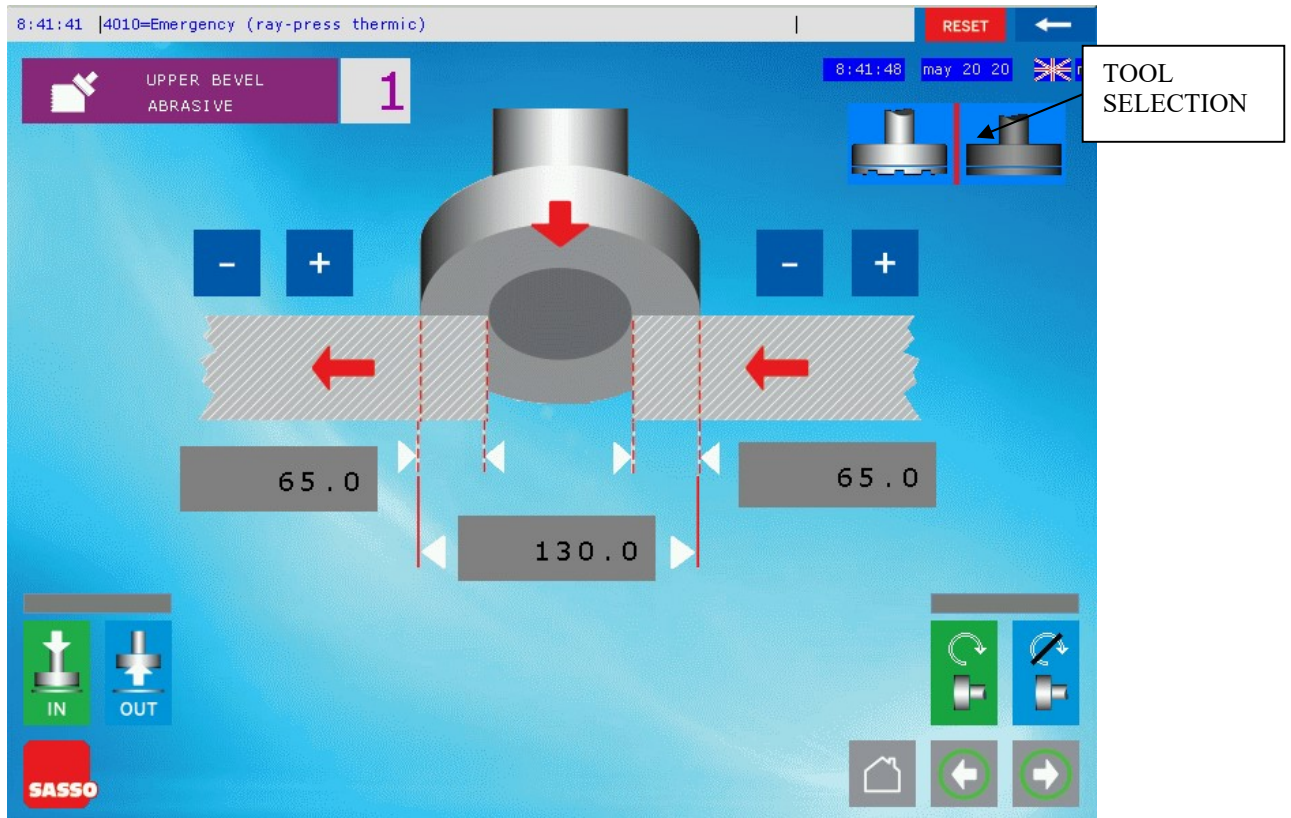 8:41:41 |4010=Emergency (ray-press thermic) |
RESET
UPPER BEVEL
ABRASIVE
1
8:41:48 may 20 20
TOOL
SELECTION
- +
- +
65.0
65.0
130.0
IN OUT
SASSO